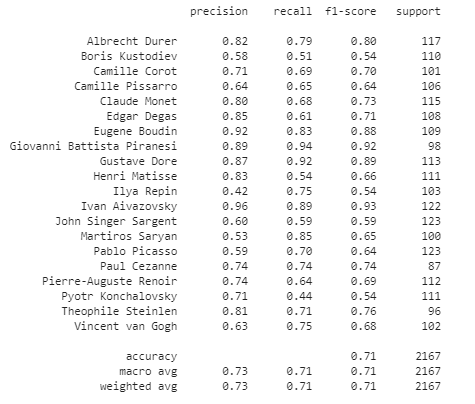 precision recall f1-score support
Albrecht Durer 0.82 0.79 0.80 117
Boris Kustodiev 0.58 0.51 0.54 110
Camille Corot 0.71 0.69 0.70 101
Camille Pissarro 0.64 0.65 0.64 106
Claude Monet 0.80 0.68 0.73 115
Edgar Degas 0.85 0.61 0.71 108
Eugene Boudin 0.92 0.83 0.88 109
Giovanni Battista Piranesi 0.89 0.94 0.92 98
Gustave Dore 0.87 0.92 0.89 113
Henri Matisse 0.83 0.54 0.66 111
Ilya Repin 0.42 0.75 0.54 103
Ivan Aivazovsky 0.96 0.89 0.93 122
John Singer Sargent 0.60 0.59 0.59 123
Martiros Saryan 0.53 0.85 0.65 100
Pablo Picasso 0.59 0.70 0.64 123
Paul Cezanne 0.74 0.74 0.74 87
Pierre-Auguste Renoir 0.74 0.64 0.69 112
Pyotr Konchalovsky 0.71 0.44 0.54 111
Theophile Steinlen 0.81 0.71 0.76 96
Vincent van Gogh 0.63 0.75 0.68 102
accuracy 0.71 2167
macro avg 0.73 0.71 0.71 2167
weighted avg 0.73 0.71 0.71 2167